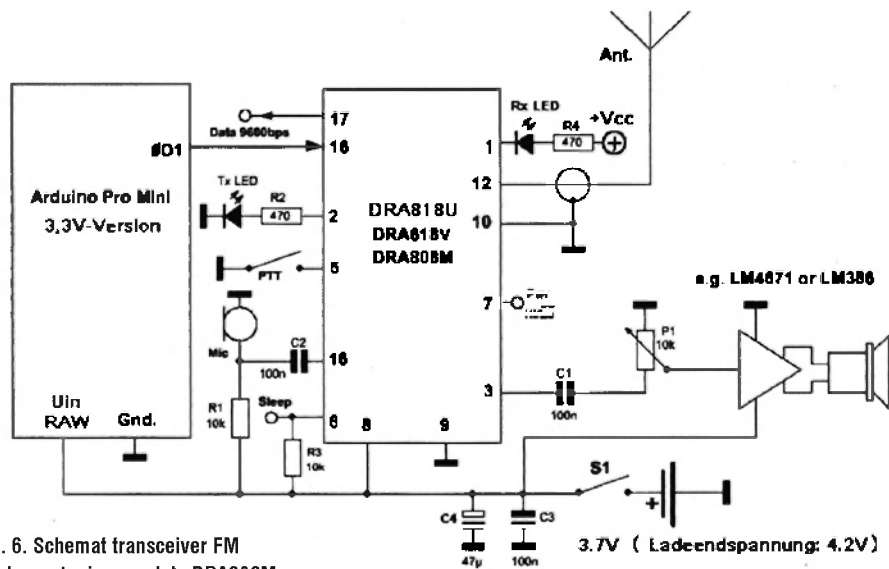 Ant.
Rx LED
+Vcc
R4
470
17
Data 9600bps
1
16
12
Tx LED
R2
470
2
Arduino Pro Mini
3,3V-Version
DRA818U
DRA818V
DRA808M
10
PTT
5
7
e.g. LM4871 or LM386
Mic
C2
100n
16
P1
10k
C1
100n
3
Uin
RAW
Gnd.
R1
10k
Sleep
6
8
9
R3
10k
S1
+
C4
47µ
C3
100n
3.7V ( Ladeendspannung: 4.2V)
. 6. Schemat transceiver FM